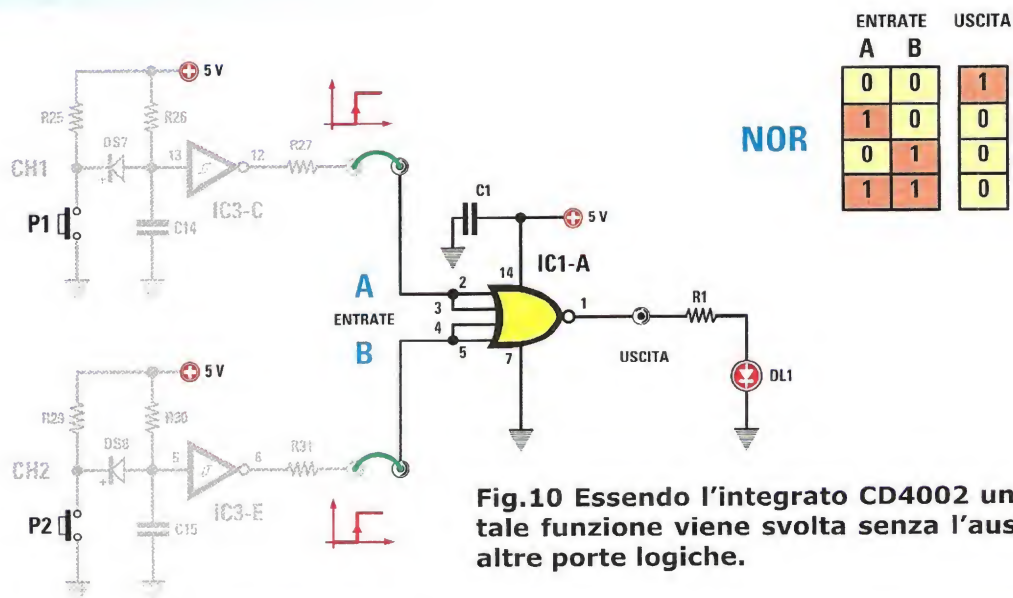 ENTRATE USCITA
A B
0 0 1
1 0 0
0 1 0
1 1 0
NOR
5 V
R25
R26
DS7
+
CH1
13
12
R27
IC3-C
P1
C14
C1
5 V
14
IC1-A
A
ENTRATE
B
2
3
4
5
7
1
R1
USCITA
DL1
5 V
R29
R30
DS8
+
CH2
5
6
R31
IC3-E
P2
C15
Fig.10 Essendo l'integrato CD4002 un
tale funzione viene svolta senza l'aus
altre porte logiche.